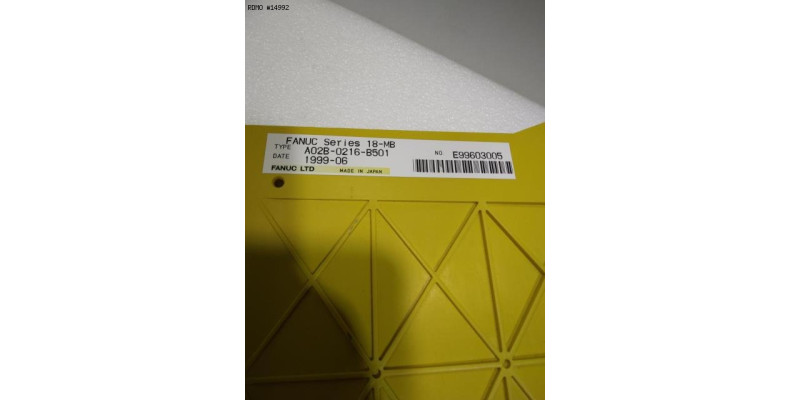 RDMO #14992
FANUC Series 18-MB
TYPE A02B-0216-B501
DATE 1999-06
NO. E99603005
FANUC LTD MADE IN JAPAN